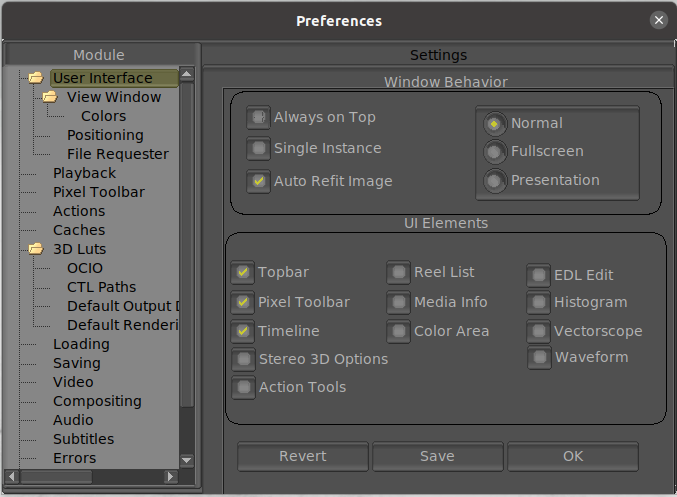 Preferences
Module
Settings
User Interface
View Window
Colors
Positioning
File Requester
Playback
Pixel Toolbar
Actions
Caches
3D Luts
OCIO
CTL Paths
Default Output D
Default Renderi
Loading
Saving
Video
Compositing
Audio
Subtitles
Errors
Window Behavior
Always on Top
Single Instance
Auto Refit Image
Normal
Fullscreen
Presentation
UI Elements
Topbar
Reel List
EDL Edit
Pixel Toolbar
Media Info
Histogram
Timeline
Color Area
Vectorscope
Stereo 3D Options
Waveform
Action Tools
Revert
Save
OK